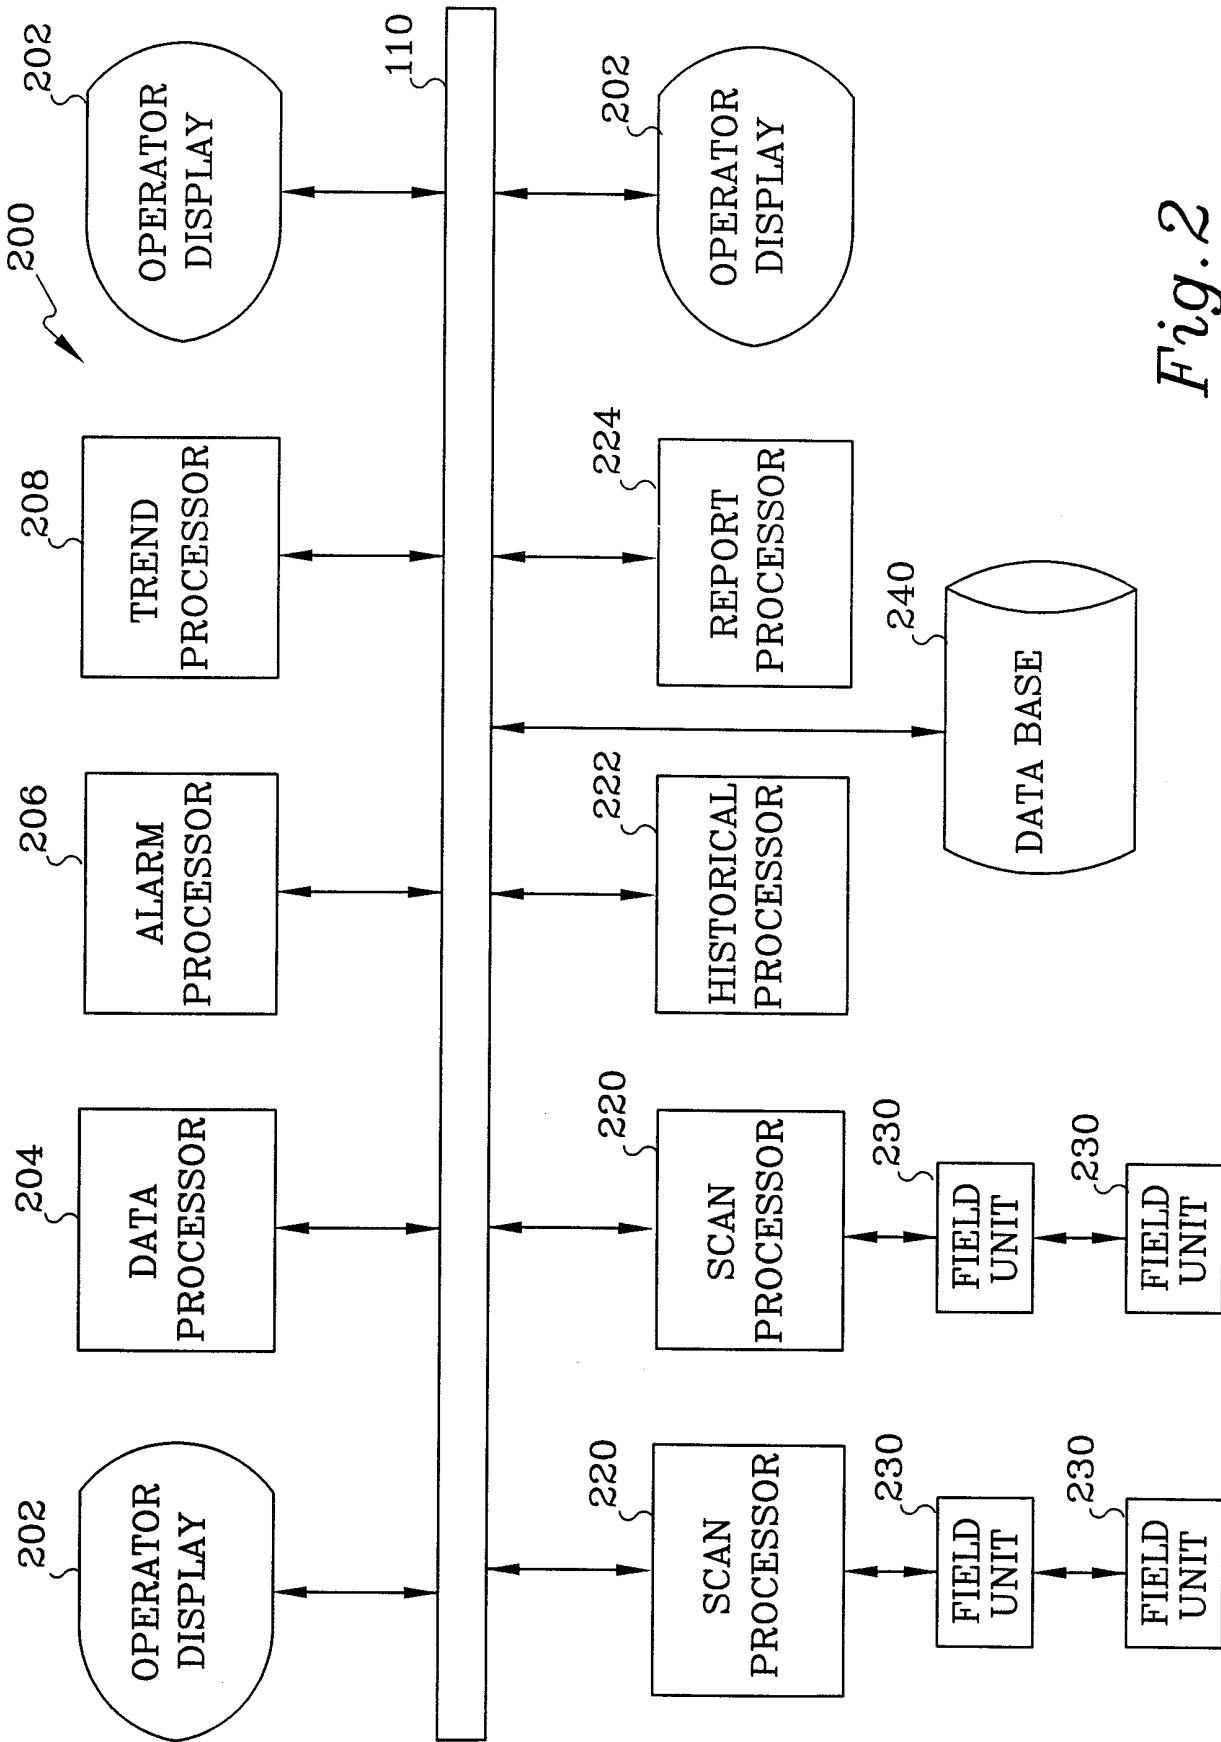 200
202
OPERATOR
DISPLAY
204
DATA
PROCESSOR
206
ALARM
PROCESSOR
208
TREND
PROCESSOR
202
OPERATOR
DISPLAY
110
220
SCAN
PROCESSOR
220
SCAN
PROCESSOR
222
HISTORICAL
PROCESSOR
224
REPORT
PROCESSOR
202
OPERATOR
DISPLAY
230
FIELD
UNIT
230
FIELD
UNIT
240
DATA BASE
230
FIELD
UNIT
230
FIELD
UNIT
Fig.2